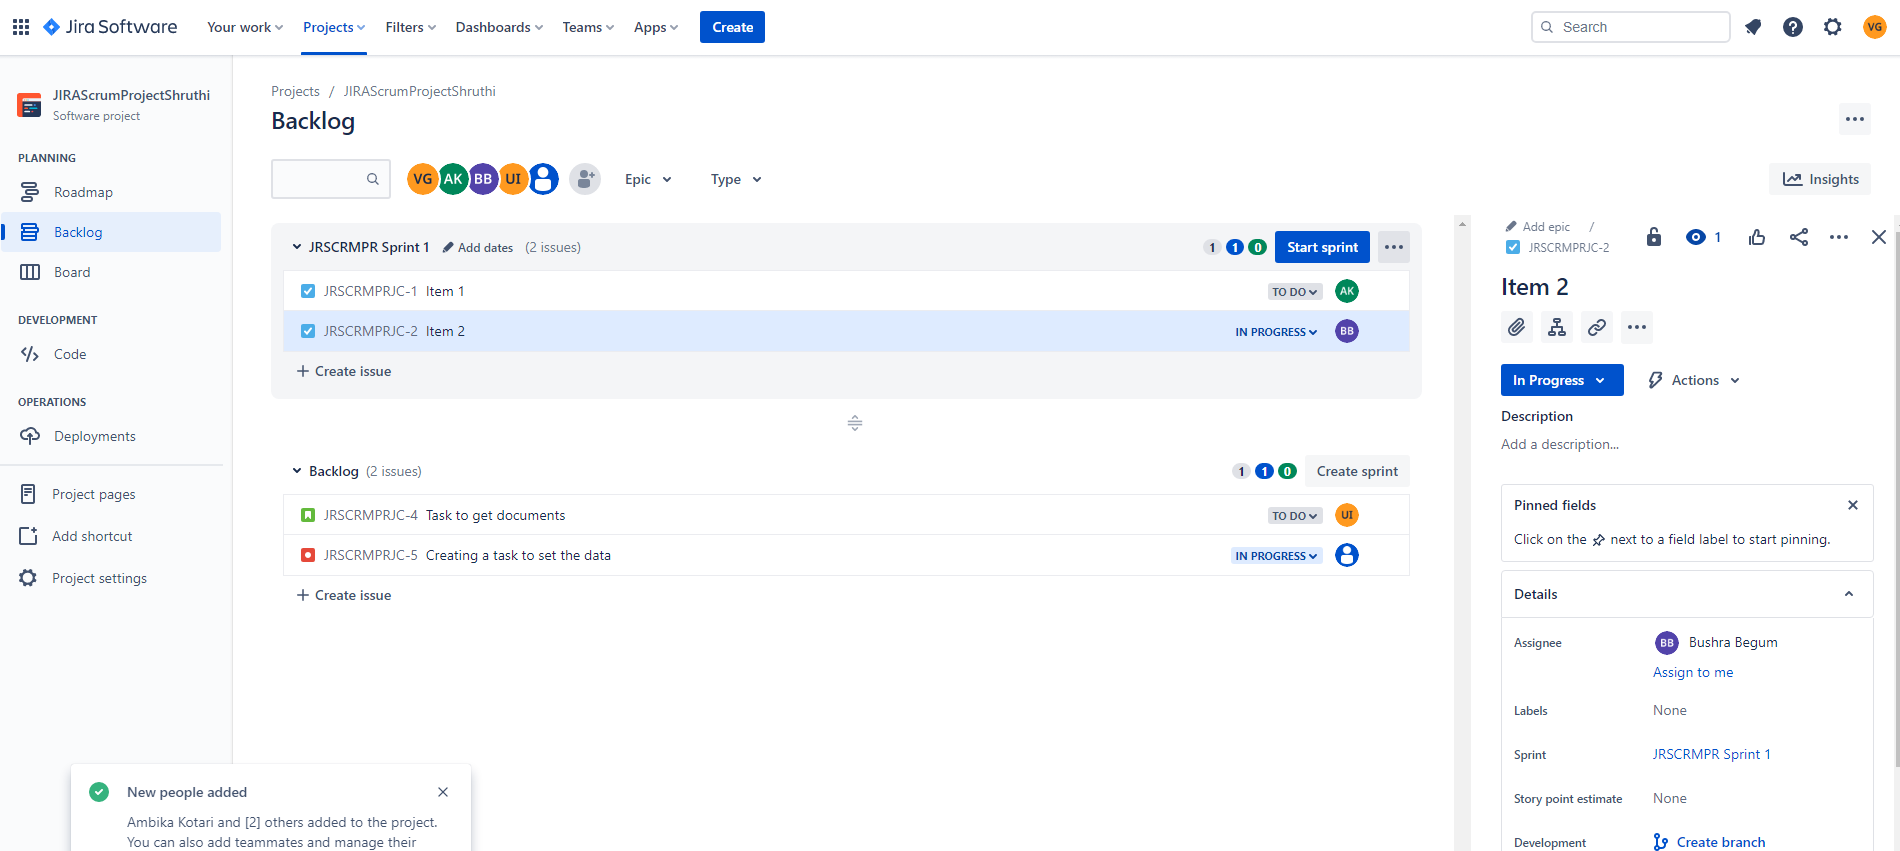 Jira Software Your work Projects Filters Dashboards Teams Apps Create Search VG
JIRAScrumProjectShruthi
Software project
PLANNING
Roadmap
Backlog
Board
DEVELOPMENT
Code
OPERATIONS
Deployments
Project pages
Add shortcut
Project settings
Projects / JIRAScrumProjectShruthi
Backlog
VG AK BB UI Epic Type Insights
JRSCRMPR Sprint 1 Add dates (2 issues) 1 1 0 Start sprint
JRSCRMPRJC-1 Item 1 TO DO AK
JRSCRMPRJC-2 Item 2 IN PROGRESS BB
Create issue
Backlog (2 issues) 1 1 0 Create sprint
JRSCRMPRJC-4 Task to get documents TO DO UI
JRSCRMPRJC-5 Creating a task to set the data IN PROGRESS
Create issue
Add epic /
JRSCRMPRJC-2 1
Item 2
In Progress Actions
Description
Add a description...
Pinned fields
Click on the next to a field label to start pinning.
Details
Assignee BB Bushra Begum
Assign to me
Labels None
Sprint JRSCRMPR Sprint 1
Story point estimate None
Development Create branch
New people added
Ambika Kotari and [2] others added to the project.
You can also add teammates and manage their